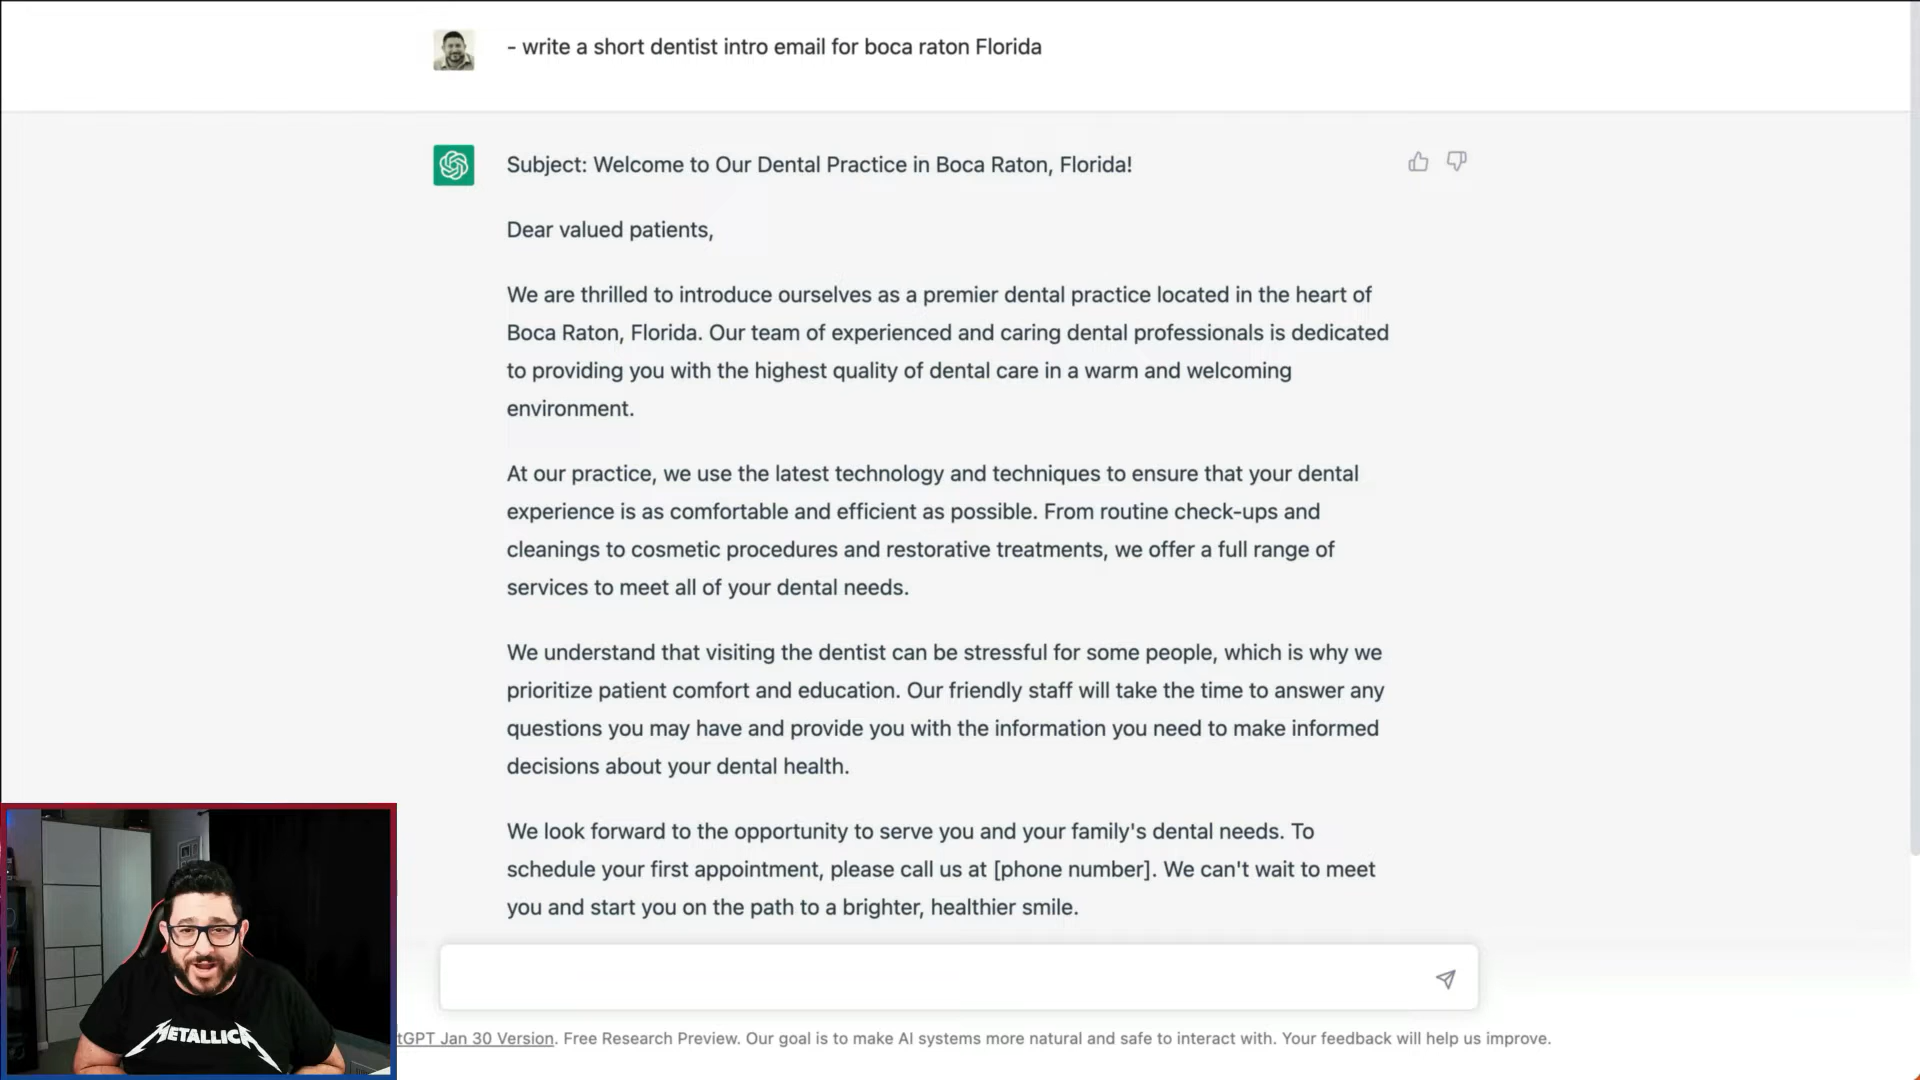 - write a short dentist intro email for boca raton Florida
Subject: Welcome to Our Dental Practice in Boca Raton, Florida!
Dear valued patients,
We are thrilled to introduce ourselves as a premier dental practice located in the heart of
Boca Raton, Florida. Our team of experienced and caring dental professionals is dedicated
to providing you with the highest quality of dental care in a warm and welcoming
environment.
At our practice, we use the latest technology and techniques to ensure that your dental
experience is as comfortable and efficient as possible. From routine check-ups and
cleanings to cosmetic procedures and restorative treatments, we offer a full range of
services to meet all of your dental needs.
We understand that visiting the dentist can be stressful for some people, which is why we
prioritize patient comfort and education. Our friendly staff will take the time to answer any
questions you may have and provide you with the information you need to make informed
decisions about your dental health.
We look forward to the opportunity to serve you and your family's dental needs. To
schedule your first appointment, please call us at [phone number]. We can't wait to meet
you and start you on the path to a brighter, healthier smile.
METALLICA
tGPT Jan 30 Version. Free Research Preview. Our goal is to make AI systems more natural and safe to interact with. Your feedback will help us improve.